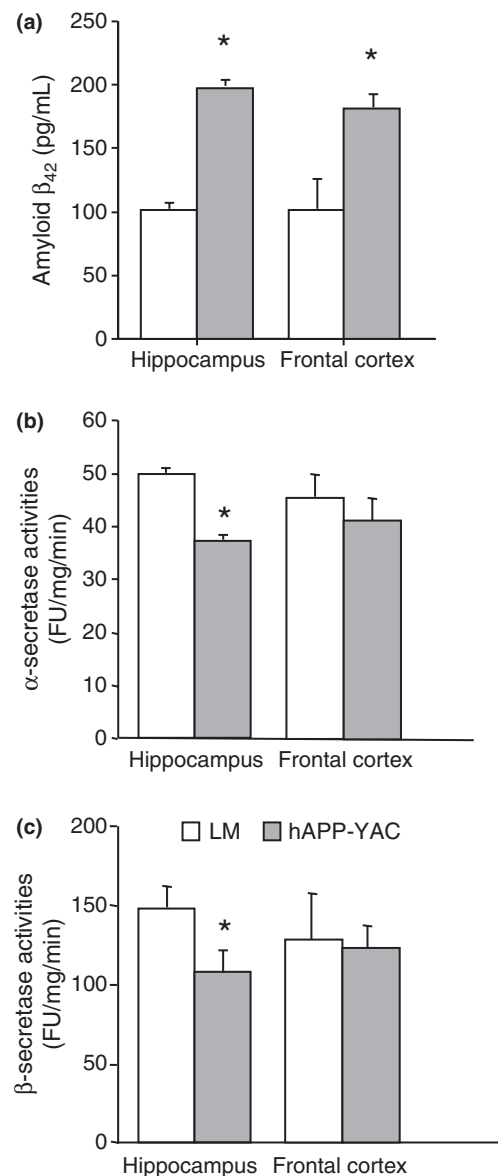 (a)
*
*
Amyloid β42 (pg/mL)
250
200
150
100
50
0
Hippocampus Frontal cortex
(b)
α-secretase activities
(FU/mg/min)
60
50
40
30
20
10
0
*
Hippocampus Frontal cortex
(c)
β-secretase activities
(FU/mg/min)
200
150
100
50
0
LM hAPP-YAC
*
Hippocampus Frontal cortex